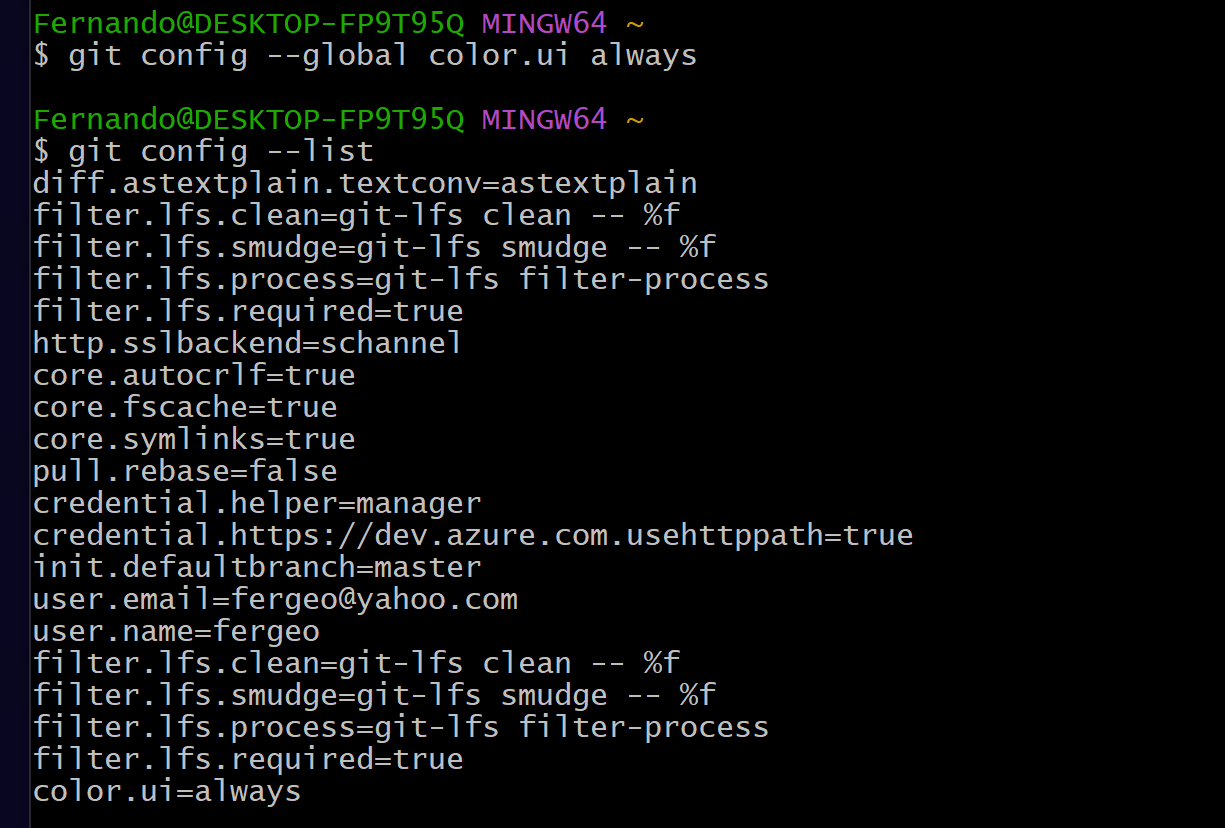 Fernando@DESKTOP-FP9T95Q MINGW64 ~
$ git config --global color.ui always
Fernando@DESKTOP-FP9T95Q MINGW64 ~
$ git config --list
diff.astextplain.textconv=astextplain
filter.lfs.clean=git-lfs clean -- %f
filter.lfs.smudge=git-lfs smudge -- %f
filter.lfs.process=git-lfs filter-process
filter.lfs.required=true
http.sslbackend=schannel
core.autocrlf=true
core.fscache=true
core.symlinks=true
pull.rebase=false
credential.helper=manager
credential.https://dev.azure.com.usehttppath=true
init.defaultbranch=master
user.email=fergeo@yahoo.com
user.name=fergeo
filter.lfs.clean=git-lfs clean -- %f
filter.lfs.smudge=git-lfs smudge -- %f
filter.lfs.process=git-lfs filter-process
filter.lfs.required=true
color.ui=always